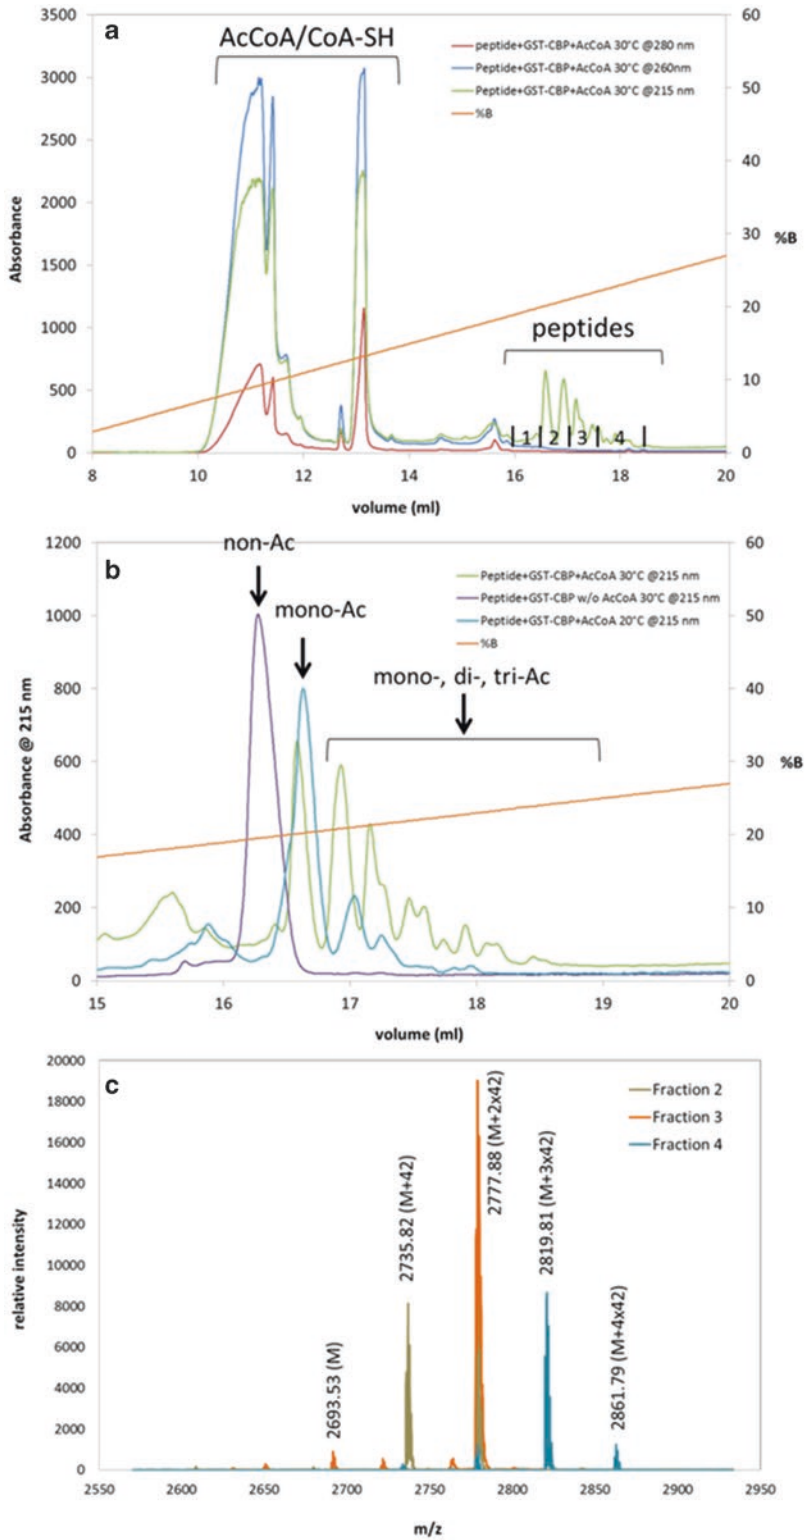 a
AcCoA/CoA-SH
peptide+GST-CBP+AcCoA 30°C @280 nm
Peptide+GST-CBP+AcCoA 30°C @260nm
Peptide+GST-CBP+AcCoA 30°C @215 nm
%B
3500
3000
2500
2000
1500
1000
500
0
Absorbance
60
50
40
30
20
10
0
%B
peptides
1 2 3 4
8 10 12 14 16 18 20
volume (ml)
b
non-Ac
mono-Ac
mono-, di-, tri-Ac
Peptide+GST-CBP+AcCoA 30°C @215 nm
Peptide+GST-CBP w/o AcCoA 30°C @215 nm
Peptide+GST-CBP+AcCoA 20°C @215 nm
%B
1200
1000
800
600
400
200
0
Absorbance @ 215 nm
60
50
40
30
20
10
0
%B
15 16 17 18 19 20
volume (ml)
c
Fraction 2
Fraction 3
Fraction 4
20000
18000
16000
14000
12000
10000
8000
6000
4000
2000
0
relative intensity
2693.53 (M)
2735.82 (M+42)
2777.88 (M+2x42)
2819.81 (M+3x42)
2861.79 (M+4x42)
2550 2600 2650 2700 2750 2800 2850 2900 2950
m/z